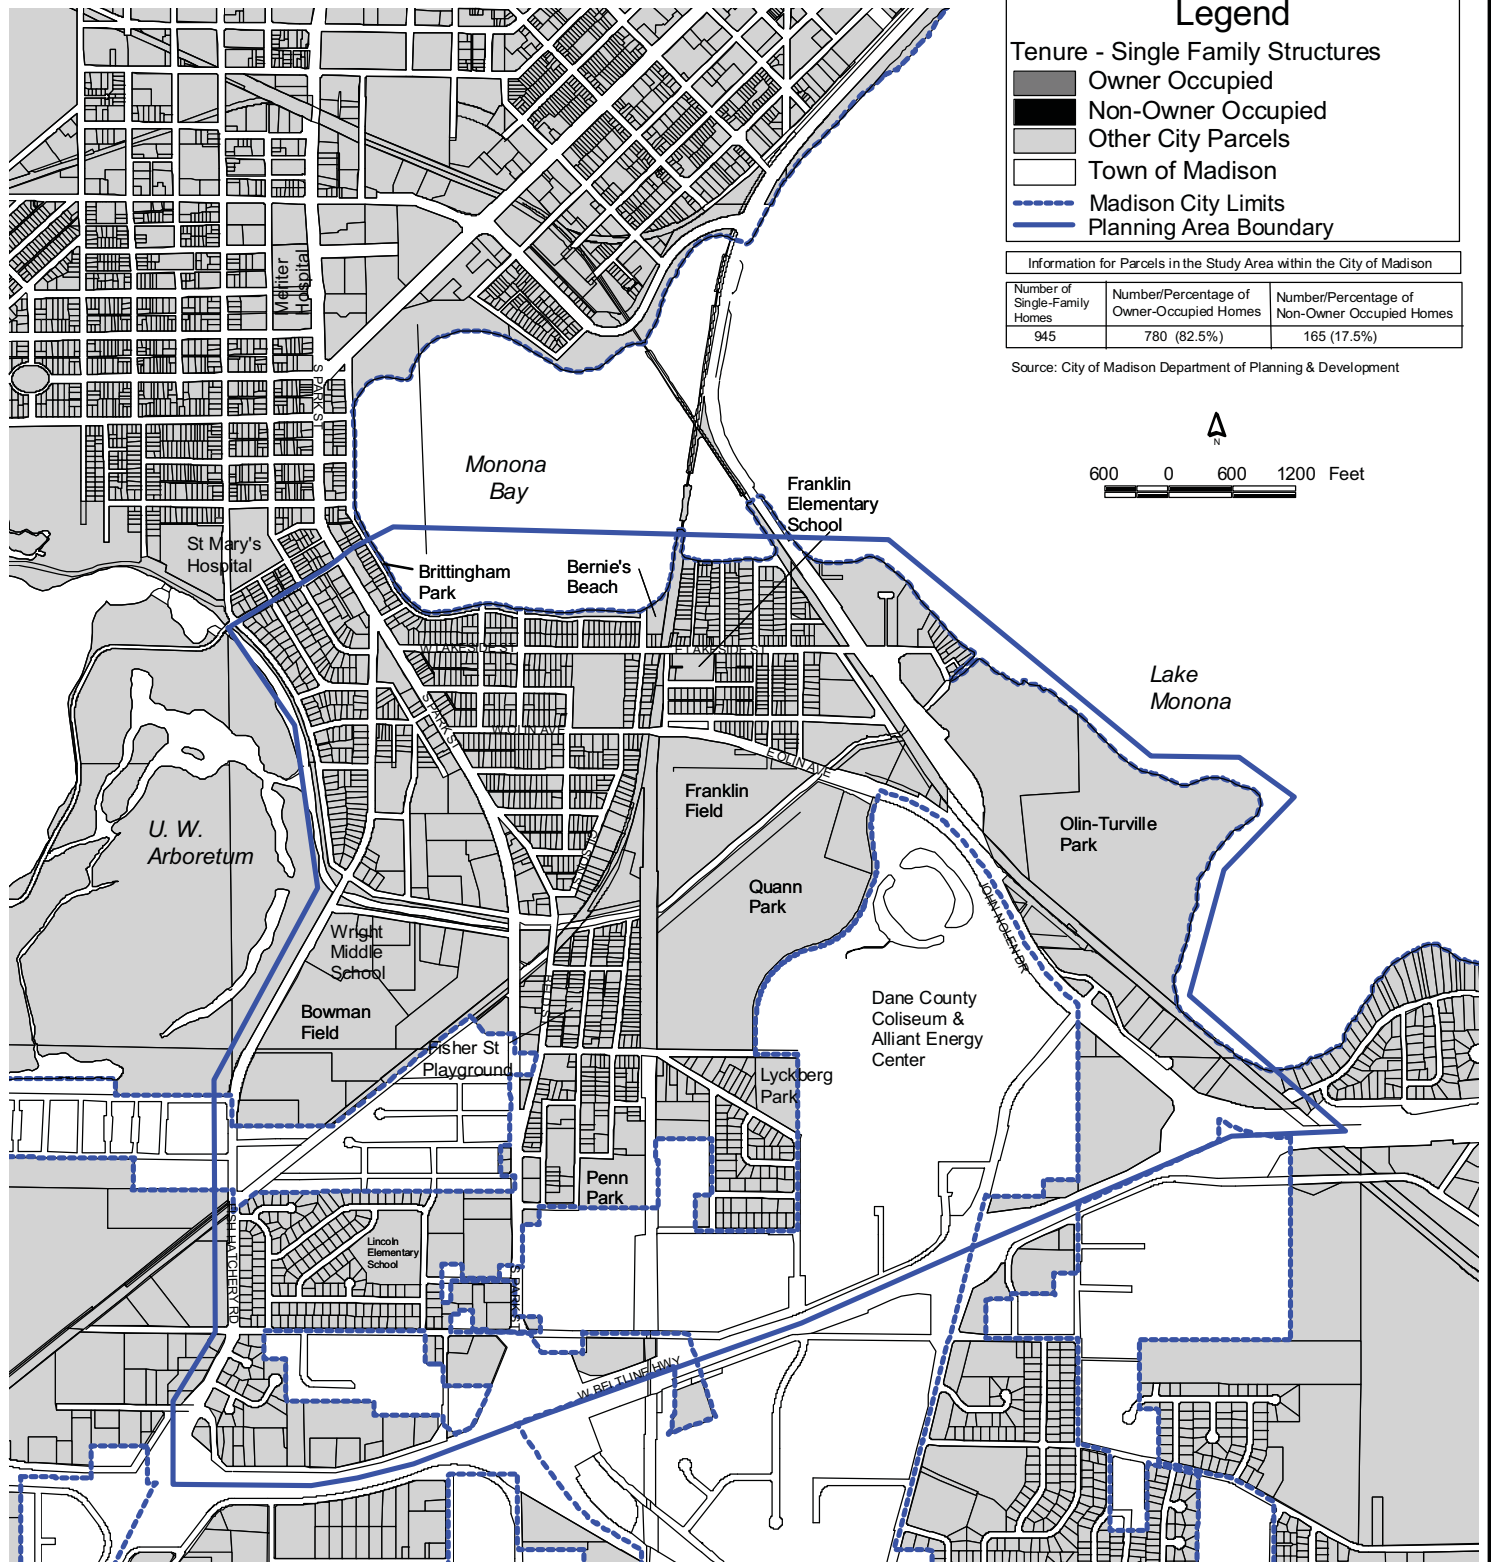 Legend
Tenure - Single Family Structures
Owner Occupied
Non-Owner Occupied
Other City Parcels
Town of Madison
Madison City Limits
Planning Area Boundary
Information for Parcels in the Study Area within the City of Madison
Number of
Single-Family
Homes
Number/Percentage of
Owner-Occupied Homes
Number/Percentage of
Non-Owner Occupied Homes
945
780 (82.5%)
165 (17.5%)
Source: City of Madison Department of Planning & Development
N
600 0 600 1200 Feet
Meriter
Hospital
S PARK ST
Monona
Bay
Franklin
Elementary
School
St Mary's
Hospital
Brittingham
Park
Bernie's
Beach
W LAKESIDE ST
E LAKESIDE ST
Lake
Monona
S PARK ST
W OLIN AVE
E OLIN AVE
Franklin
Field
U. W.
Arboretum
Olin-Turville
Park
GILSON ST
Quann
Park
JOHN NOLEN DR
Wright
Middle
School
Bowman
Field
Dane County
Coliseum &
Alliant Energy
Center
Fisher St
Playground
Lyckberg
Park
Penn
Park
FISH HATCHERY RD
Lincoln
Elementary
School
S PARK ST
W BELTLINE HWY